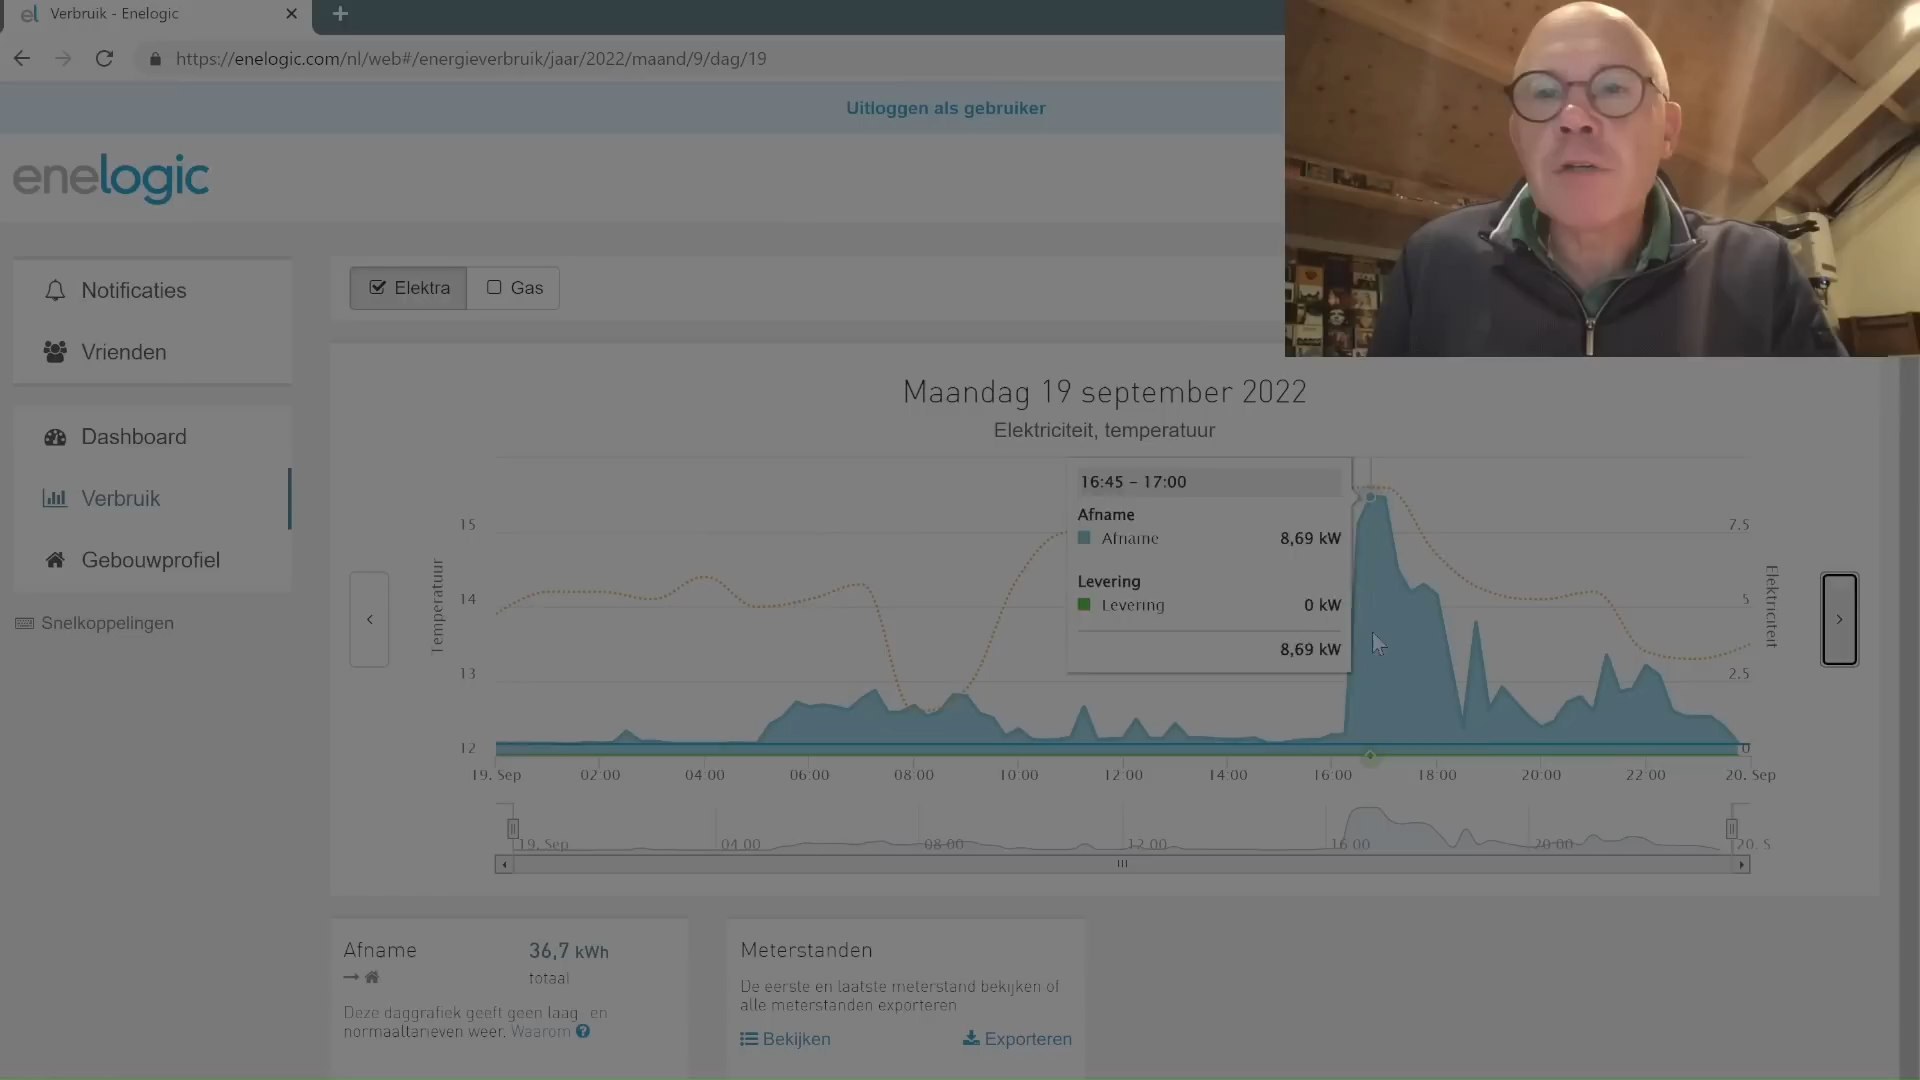 el Verbruik - Enelogic
https://enelogic.com/nl/web#/energieverbruik/jaar/2022/maand/9/dag/19
Uitloggen als gebruiker
enelogic
Notificaties
Vrienden
Dashboard
Verbruik
Gebouwprofiel
Snelkoppelingen
Elektra
Gas
Maandag 19 september 2022
Elektriciteit, temperatuur
16:45 – 17:00
Afname
Afname 8,69 kW
Levering
Levering 0 kW
8,69 kW
Temperatuur
15
14
13
12
Elektriciteit
7.5
5
2.5
0
19. Sep 02:00 04:00 06:00 08:00 10:00 12:00 14:00 16:00 18:00 20:00 22:00 20. Sep
19. Sep 04:00 08:00 12:00 16:00 20:00 20. S
Afname 36,7 kWh
totaal
Deze daggrafiek geeft geen laag- en
normaaltarieven weer. Waarom
Meterstanden
De eerste en laatste meterstand bekijken of
alle meterstanden exporteren
Bekijken Exporteren